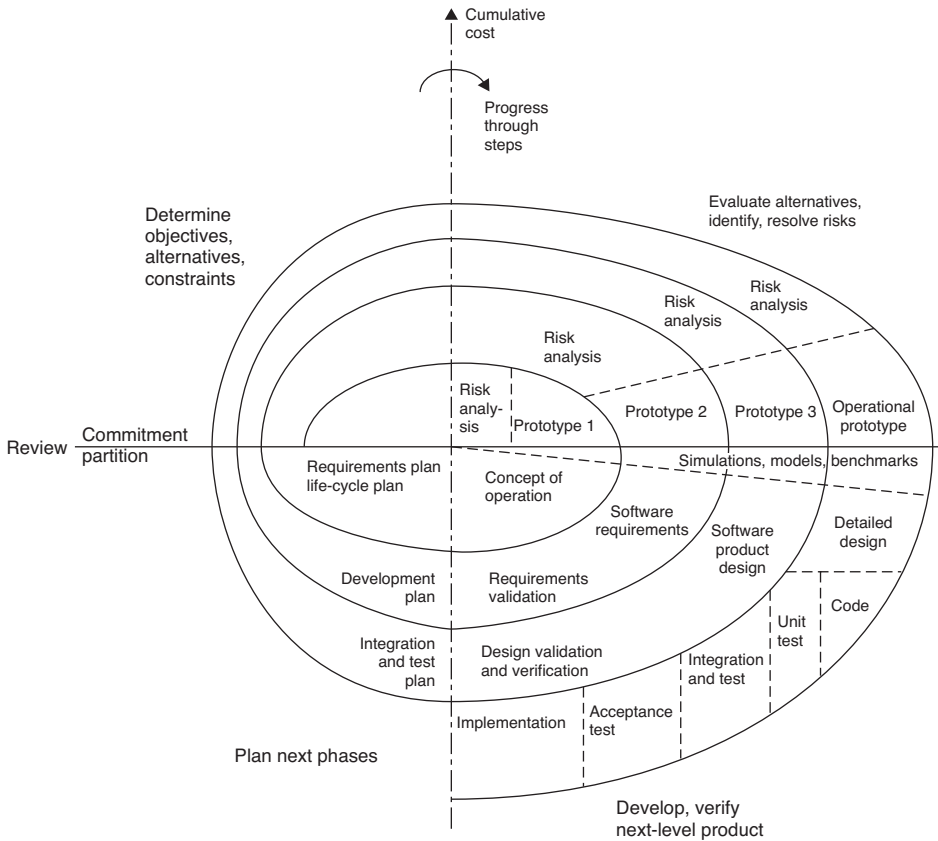 Cumulative
cost
Progress
through
steps
Determine
objectives,
alternatives,
constraints
Evaluate alternatives,
identify, resolve risks
Risk
analysis
Risk
analysis
Risk
analysis
Risk
analy-
sis
Prototype 1
Prototype 2
Prototype 3
Operational
prototype
Review
Commitment
partition
Simulations, models, benchmarks
Requirements plan
life-cycle plan
Concept of
operation
Software
requirements
Software
product
design
Detailed
design
Development
plan
Requirements
validation
Code
Unit
test
Integration
and test
plan
Design validation
and verification
Integration
and test
Implementation
Acceptance
test
Plan next phases
Develop, verify
next-level product